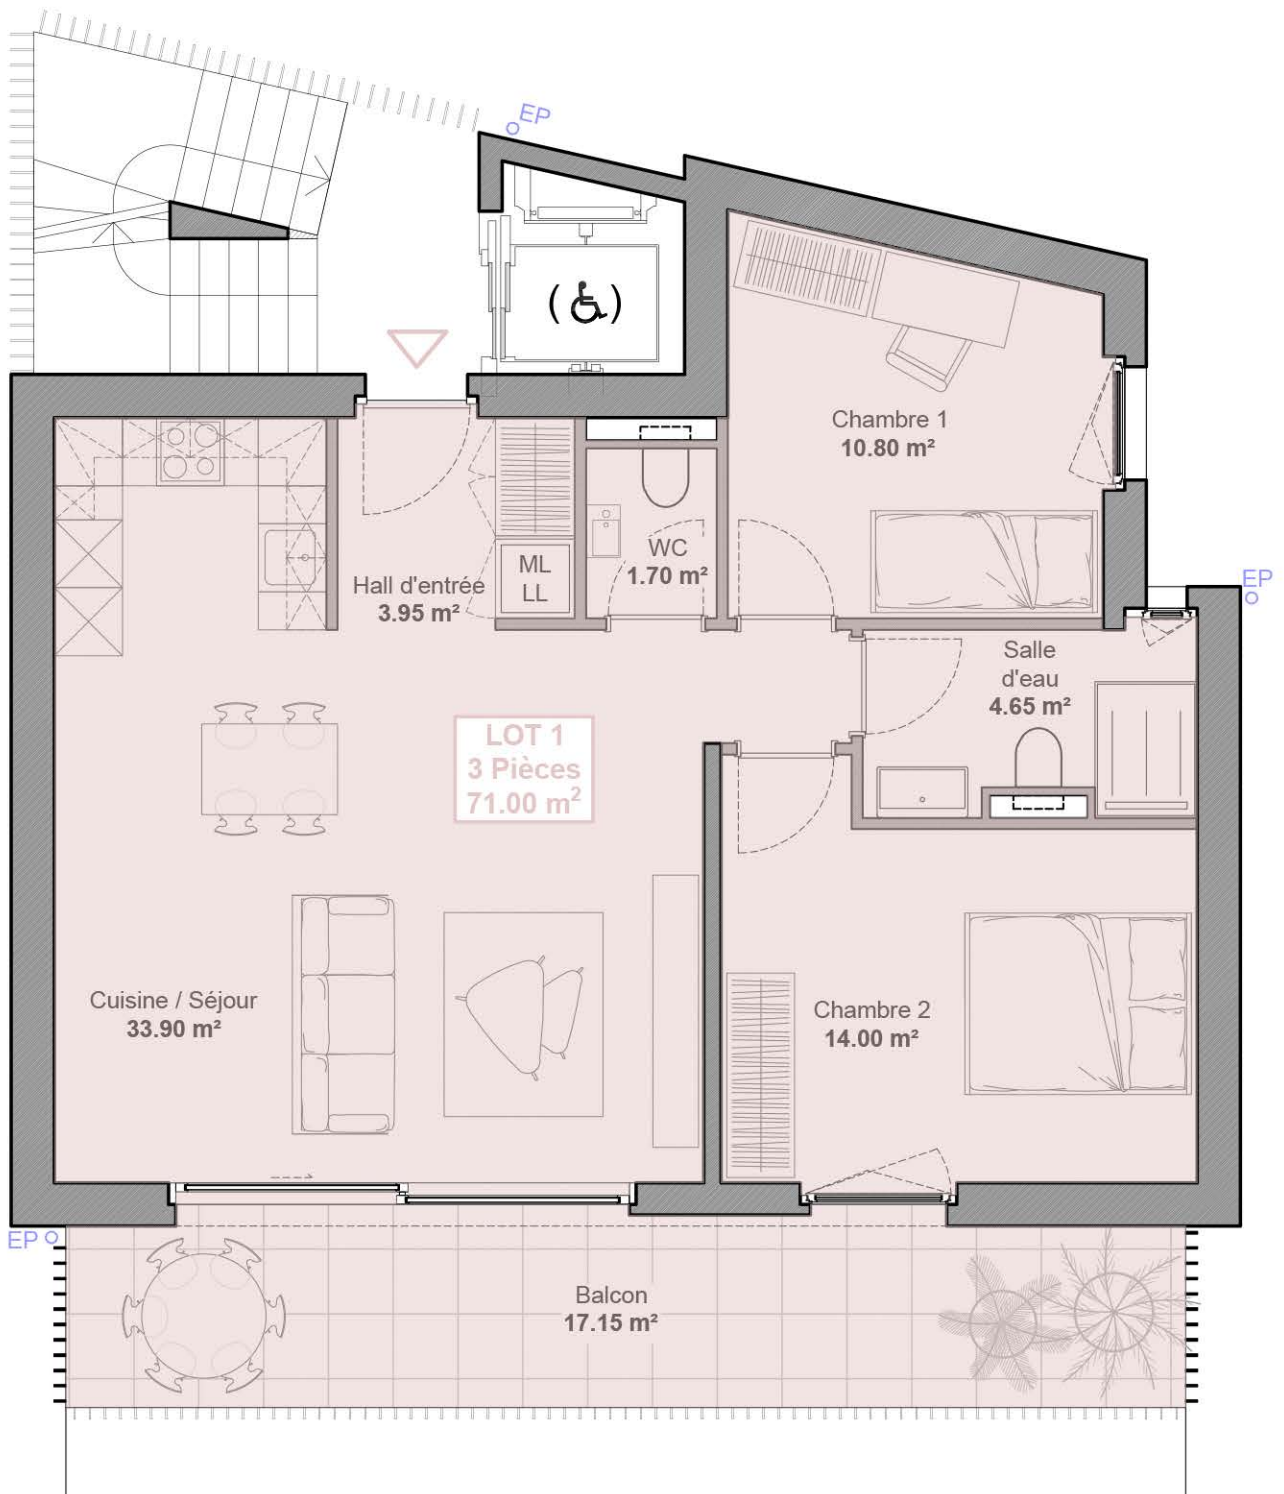 EP
(♿)
Chambre 1
10.80 m²
Hall d'entrée
3.95 m²
ML
LL
WC
1.70 m²
EP
Salle
d'eau
4.65 m²
LOT 1
3 Pièces
71.00 m²
Cuisine / Séjour
33.90 m²
Chambre 2
14.00 m²
EP
Balcon
17.15 m²